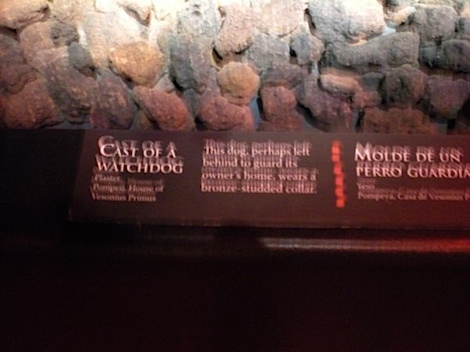 CAST OF A
WATCHDOG
Plaster
Pompeii, House of
Vesonius Primus
This dog, perhaps left
behind to guard its
owner's home, wears a
bronze-studded collar.
MOLDE DE UN
PERRO GUARDIÁ
Yeso
Pompeya, Casa de Vesonius